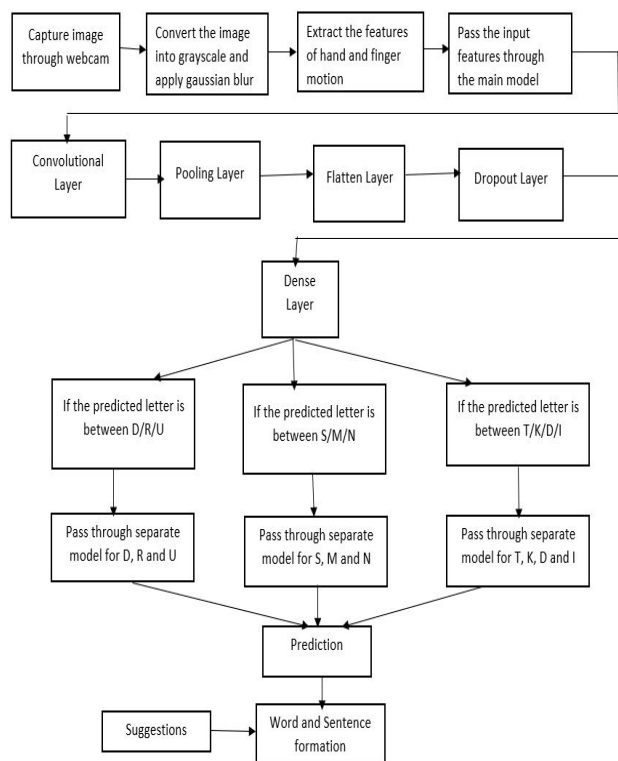 Capture image
through webcam
Convert the image
into grayscale and
apply gaussian blur
Extract the features
of hand and finger
motion
Pass the input
features through
the main model
Convolutional
Layer
Pooling Layer
Flatten Layer
Dropout Layer
Dense
Layer
If the predicted letter is
between D/R/U
If the predicted letter is
between S/M/N
If the predicted letter is
between T/K/D/I
Pass through separate
model for D, R and U
Pass through separate
model for S, M and N
Pass through separate
model for T, K, D and I
Prediction
Suggestions
Word and Sentence
formation